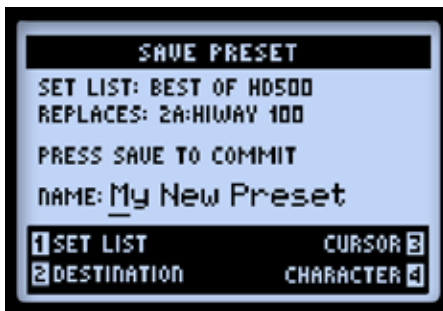 SAVE PRESET
SET LIST: BEST OF HD500
REPLACES: 2A:HIWAY 100
PRESS SAVE TO COMMIT
NAME: My New Preset
1 SET LIST CURSOR 3
2 DESTINATION CHARACTER 4